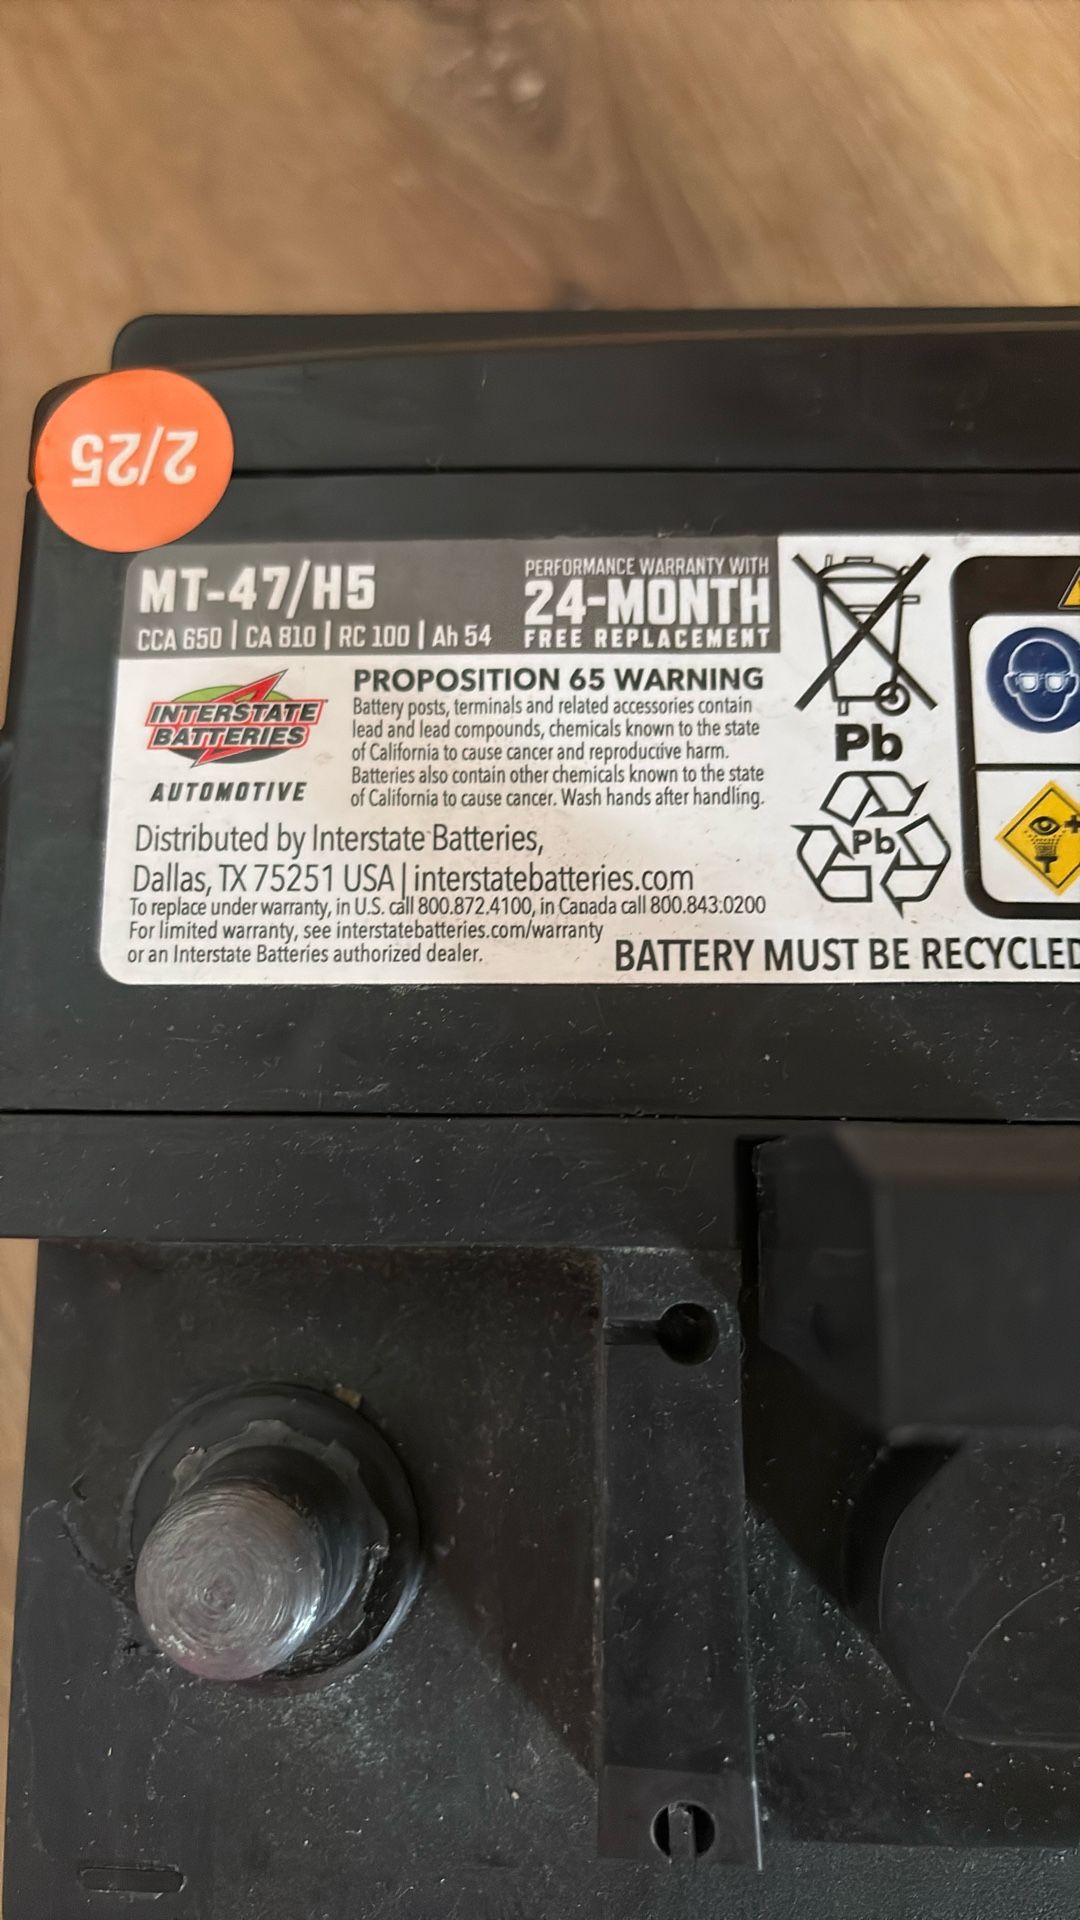 2/25
MT-47/H5
CCA 650 | CA 810 | RC 100 | Ah 54
PERFORMANCE WARRANTY WITH
24-MONTH
FREE REPLACEMENT
INTERSTATE
BATTERIES
AUTOMOTIVE
PROPOSITION 65 WARNING
Battery posts, terminals and related accessories contain
lead and lead compounds, chemicals known to the state
of California to cause cancer and reproductive harm.
Batteries also contain other chemicals known to the state
of California to cause cancer. Wash hands after handling.
Pb
Pb
Distributed by Interstate Batteries,
Dallas, TX 75251 USA | interstatebatteries.com
To replace under warranty, in U.S. call 800.872.4100, in Canada call 800.843.0200
For limited warranty, see interstatebatteries.com/warranty
or an Interstate Batteries authorized dealer.
BATTERY MUST BE RECYCLED